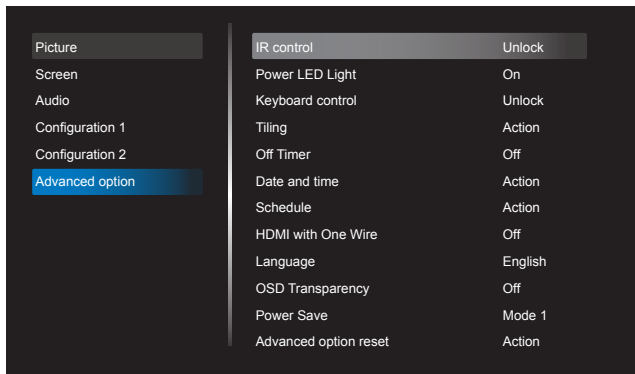 Picture
Screen
Audio
Configuration 1
Configuration 2
Advanced option
IR control Unlock
Power LED Light On
Keyboard control Unlock
Tiling Action
Off Timer Off
Date and time Action
Schedule Action
HDMI with One Wire Off
Language English
OSD Transparency Off
Power Save Mode 1
Advanced option reset Action